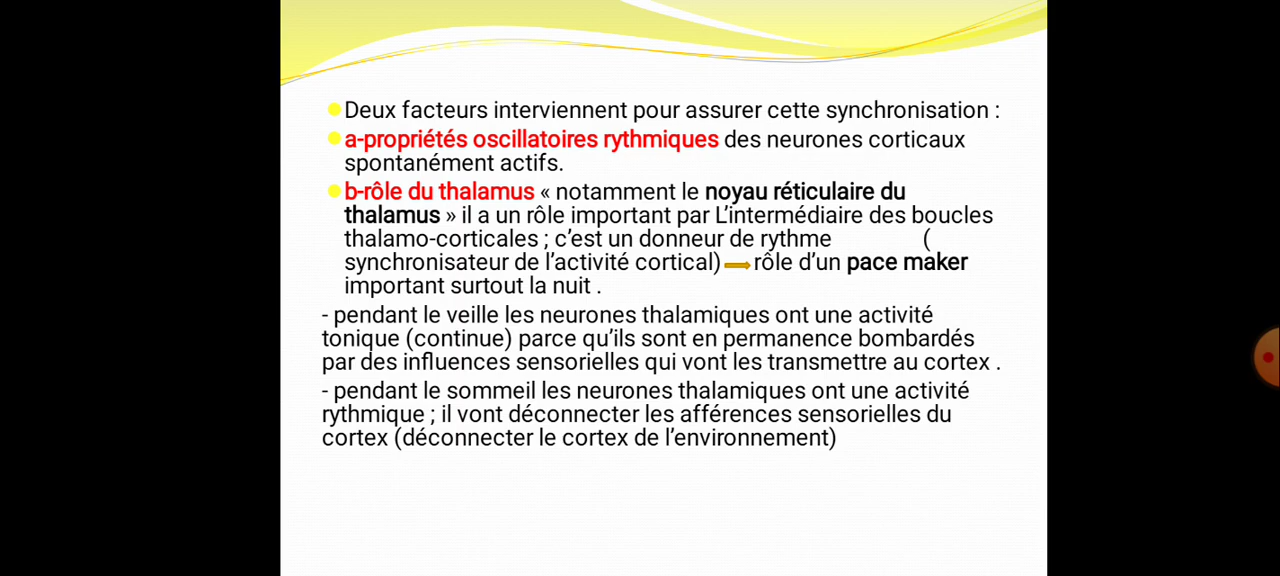 Deux facteurs interviennent pour assurer cette synchronisation :
a-propriétés oscillatoires rythmiques des neurones corticaux
spontanément actifs.
b-rôle du thalamus « notamment le noyau réticulaire du
thalamus » il a un rôle important par L'intermédiaire des boucles
thalamo-corticales ; c'est un donneur de rythme (
synchronisateur de l'activité cortical) rôle d'un pace maker
important surtout la nuit .
- pendant le veille les neurones thalamiques ont une activité
tonique (continue) parce qu'ils sont en permanence bombardés
par des influences sensorielles qui vont les transmettre au cortex .
- pendant le sommeil les neurones thalamiques ont une activité
rythmique ; il vont déconnecter les afférences sensorielles du
cortex (déconnecter le cortex de l'environnement)